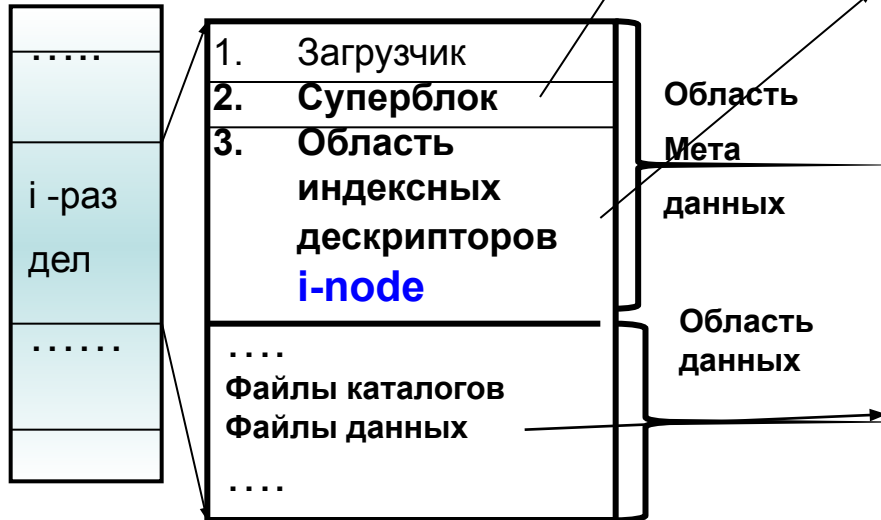 .....
i -раз
дел
......
1. Загрузчик
2. Суперблок
3. Область
индексных
дескрипторов
i-node
....
Файлы каталогов
Файлы данных
....
Область
Мета
данных
Область
данных